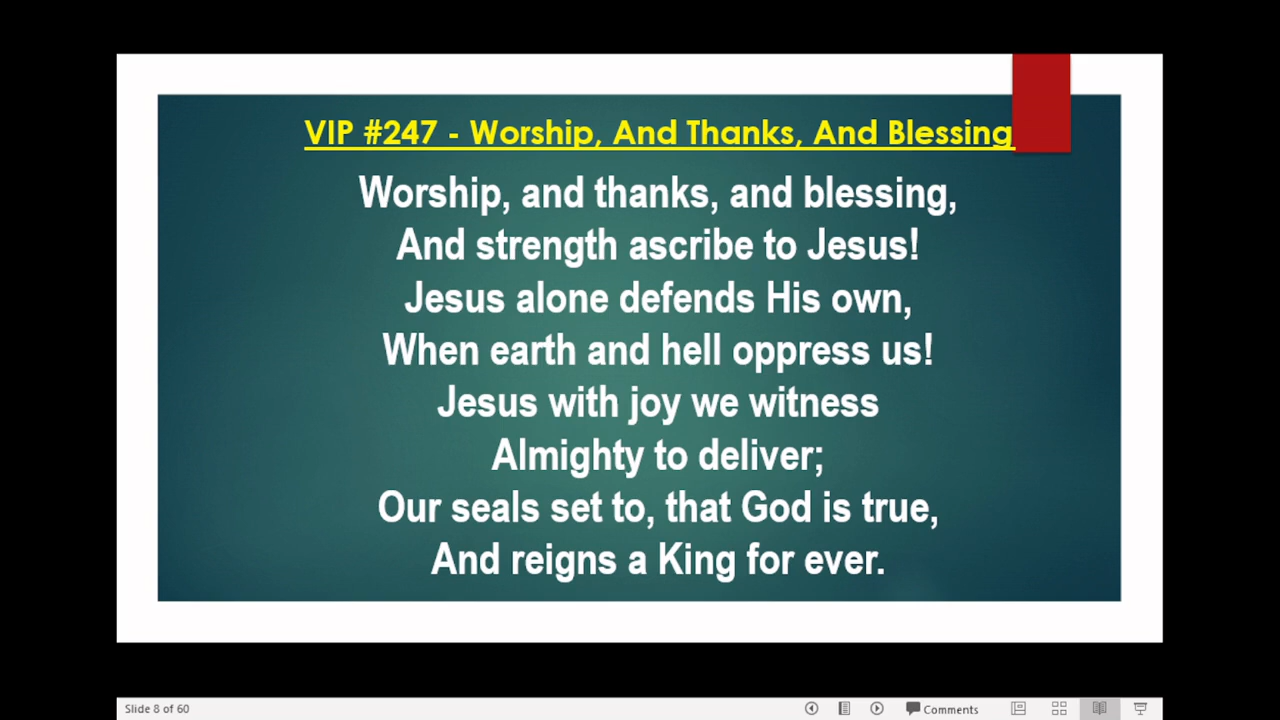 VIP #247 - Worship, And Thanks, And Blessing
Worship, and thanks, and blessing,
And strength ascribe to Jesus!
Jesus alone defends His own,
When earth and hell oppress us!
Jesus with joy we witness
Almighty to deliver;
Our seals set to, that God is true,
And reigns a King for ever.
Slide 8 of 60
Comments